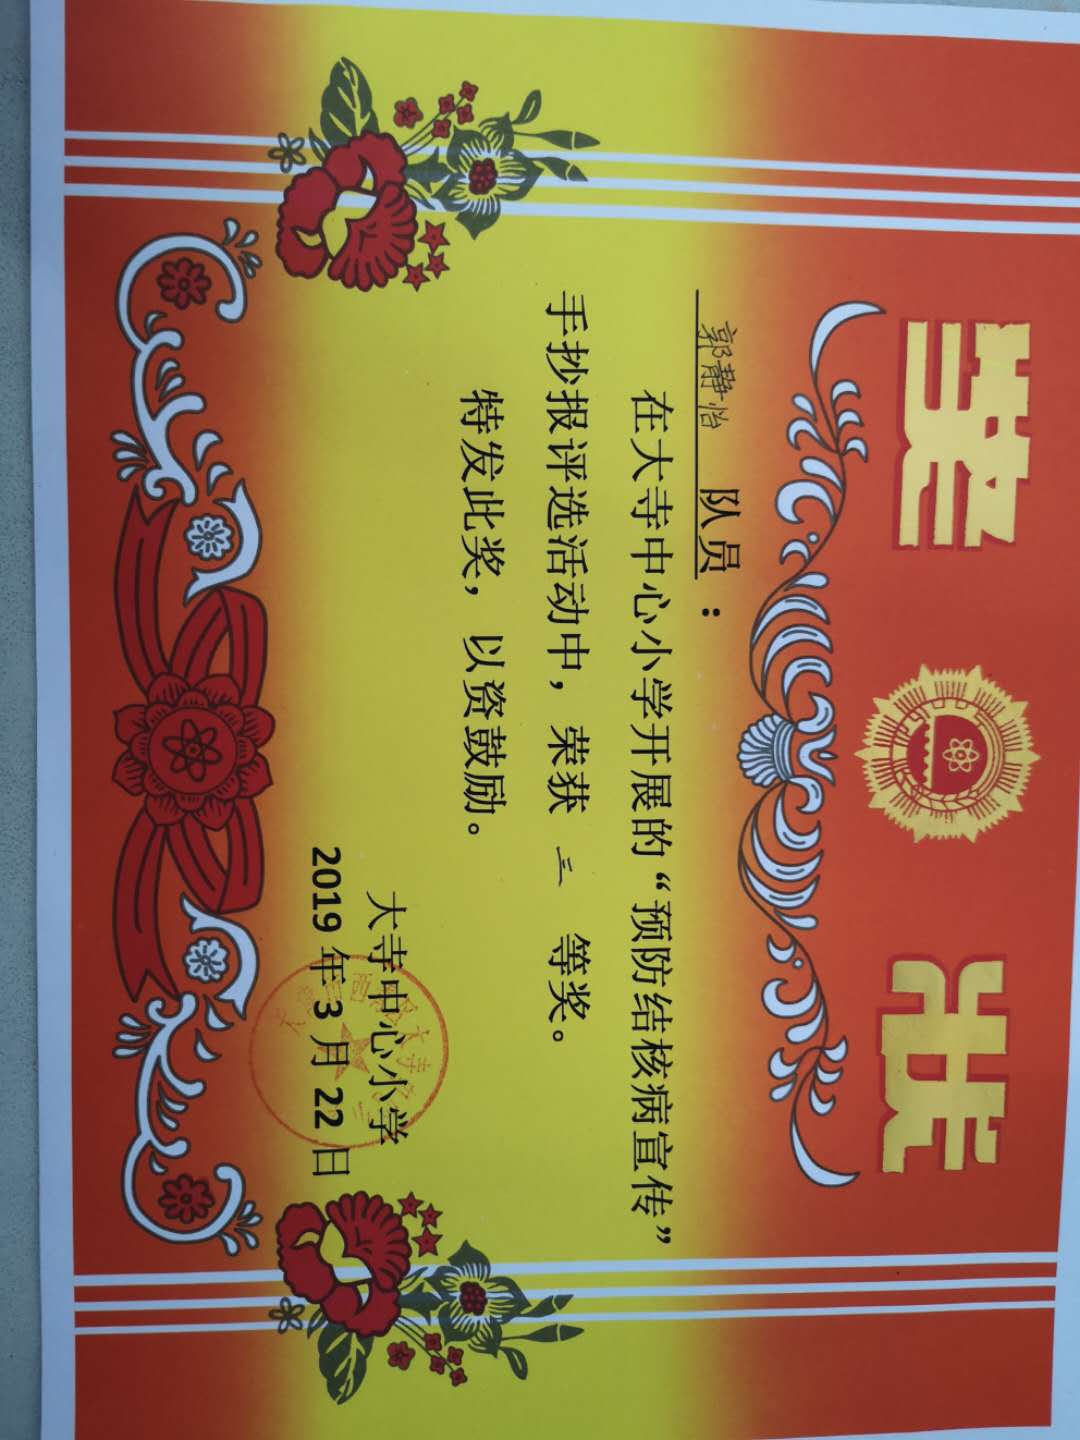 奖状
郭静怡 队员：
在大寺中心小学开展的“预防结核病宣传”
手抄报评选活动中，荣获 三 等奖。
特发此奖，以资鼓励。
大寺中心小学
2019年3月22日